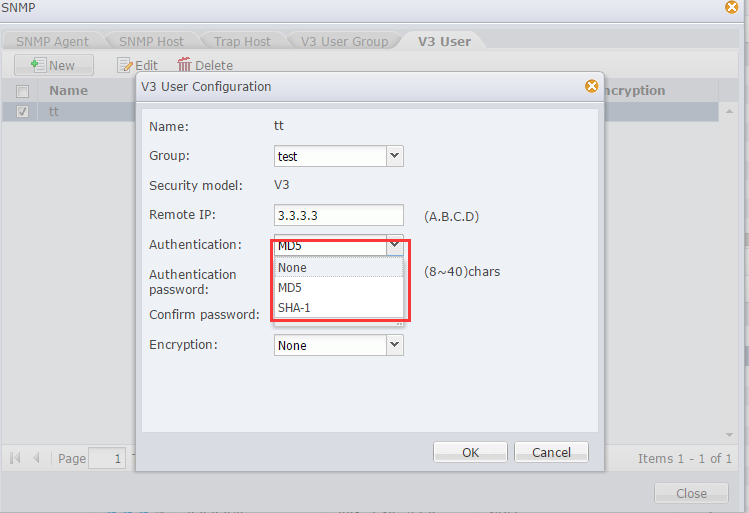 SNMP
SNMP Agent SNMP Host Trap Host V3 User Group V3 User
New Edit Delete
Name ncryption
tt
V3 User Configuration
Name: tt
Group: test
Security model: V3
Remote IP: 3.3.3.3 (A.B.C.D)
Authentication: MD5
None
MD5
SHA-1
Authentication password: (8~40)chars
Confirm password:
Encryption: None
OK Cancel
Page 1 Items 1 - 1 of 1
Close